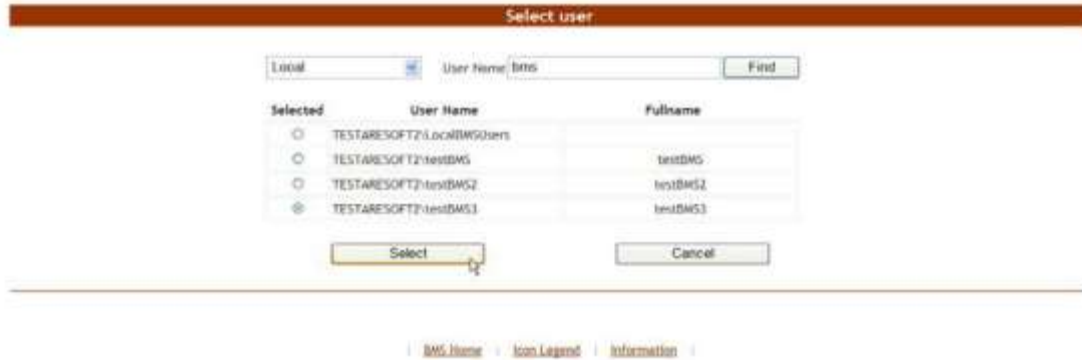 Select user
Local User Name bms Find
Selected User Name Fullname
TESTARESOFT2\LocalBMSUsers
TESTARESOFT2\testBMS testBMS
TESTARESOFT2\testBMS2 testBMS2
TESTARESOFT2\testBMS3 testBMS3
Select Cancel
| BMS Home | Icon Legend | Information |